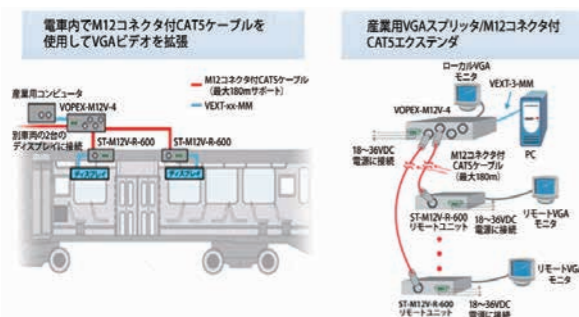 電車内でM12コネクタ付CAT5ケーブルを
使用してVGAビデオを拡張
M12コネクタ付CAT5ケーブル
(最大180mサポート)
VEXT-xx-MM
産業用コンピュータ
VOPEX-M12V-4
別車両の2台の
ディスプレイに接続
ST-M12V-R-600
ST-M12V-R-600
ディスプレイ
ディスプレイ
産業用VGAスプリッタ/M12コネクタ付
CAT5エクステンダ
ローカルVGA
モニタ
VEXT-3-MM
VOPEX-M12V-4
PC
18～36VDC
電源に接続
M12コネクタ付
CAT5ケーブル
(最大180m)
ST-M12V-R-600
リモートユニット
18～36VDC
電源に接続
リモートVGA
モニタ
リモートVGA
モニタ
ST-M12V-R-600
リモートユニット
18～36VDC
電源に接続